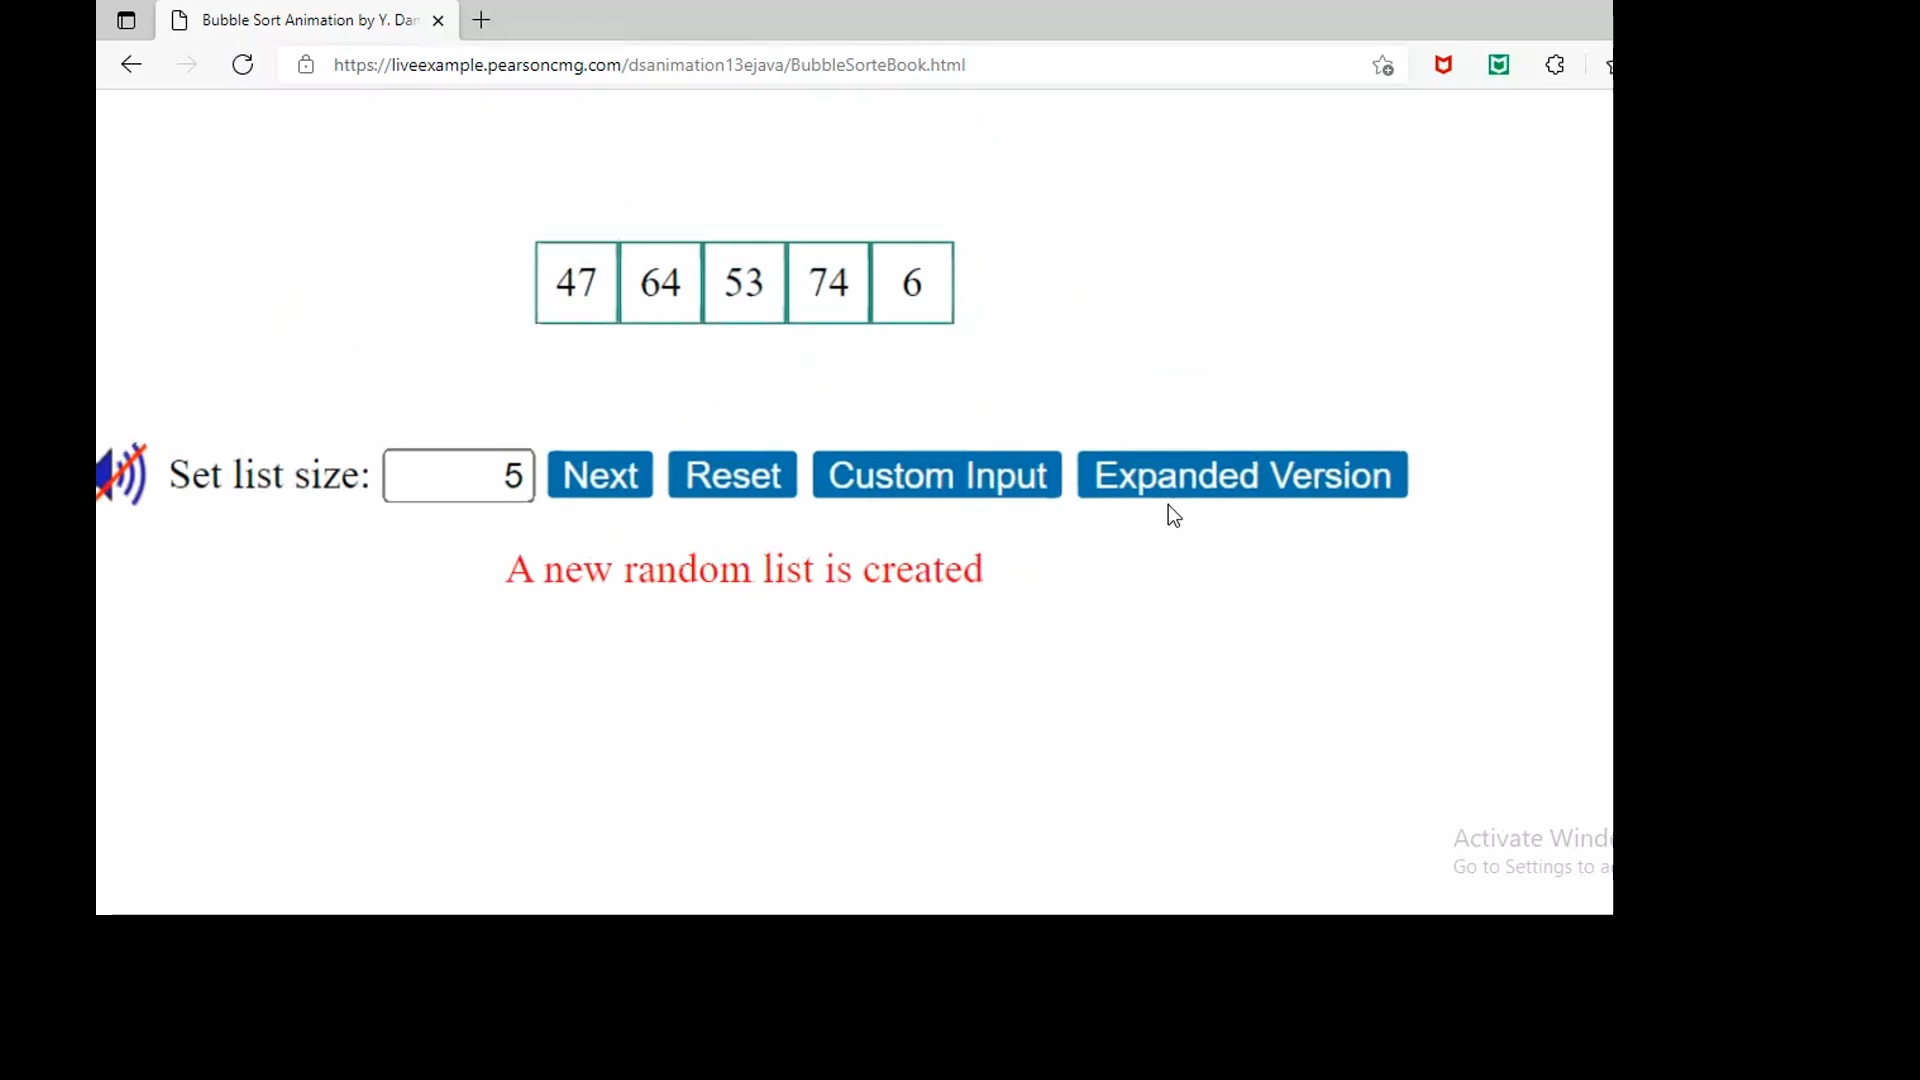 Bubble Sort Animation by Y. Dan
https://liveexample.pearsoncmg.com/dsanimation13ejava/BubbleSorteBook.html
47 64 53 74 6
Set list size: 5 Next Reset Custom Input Expanded Version
A new random list is created
Activate Wind
Go to Settings to a